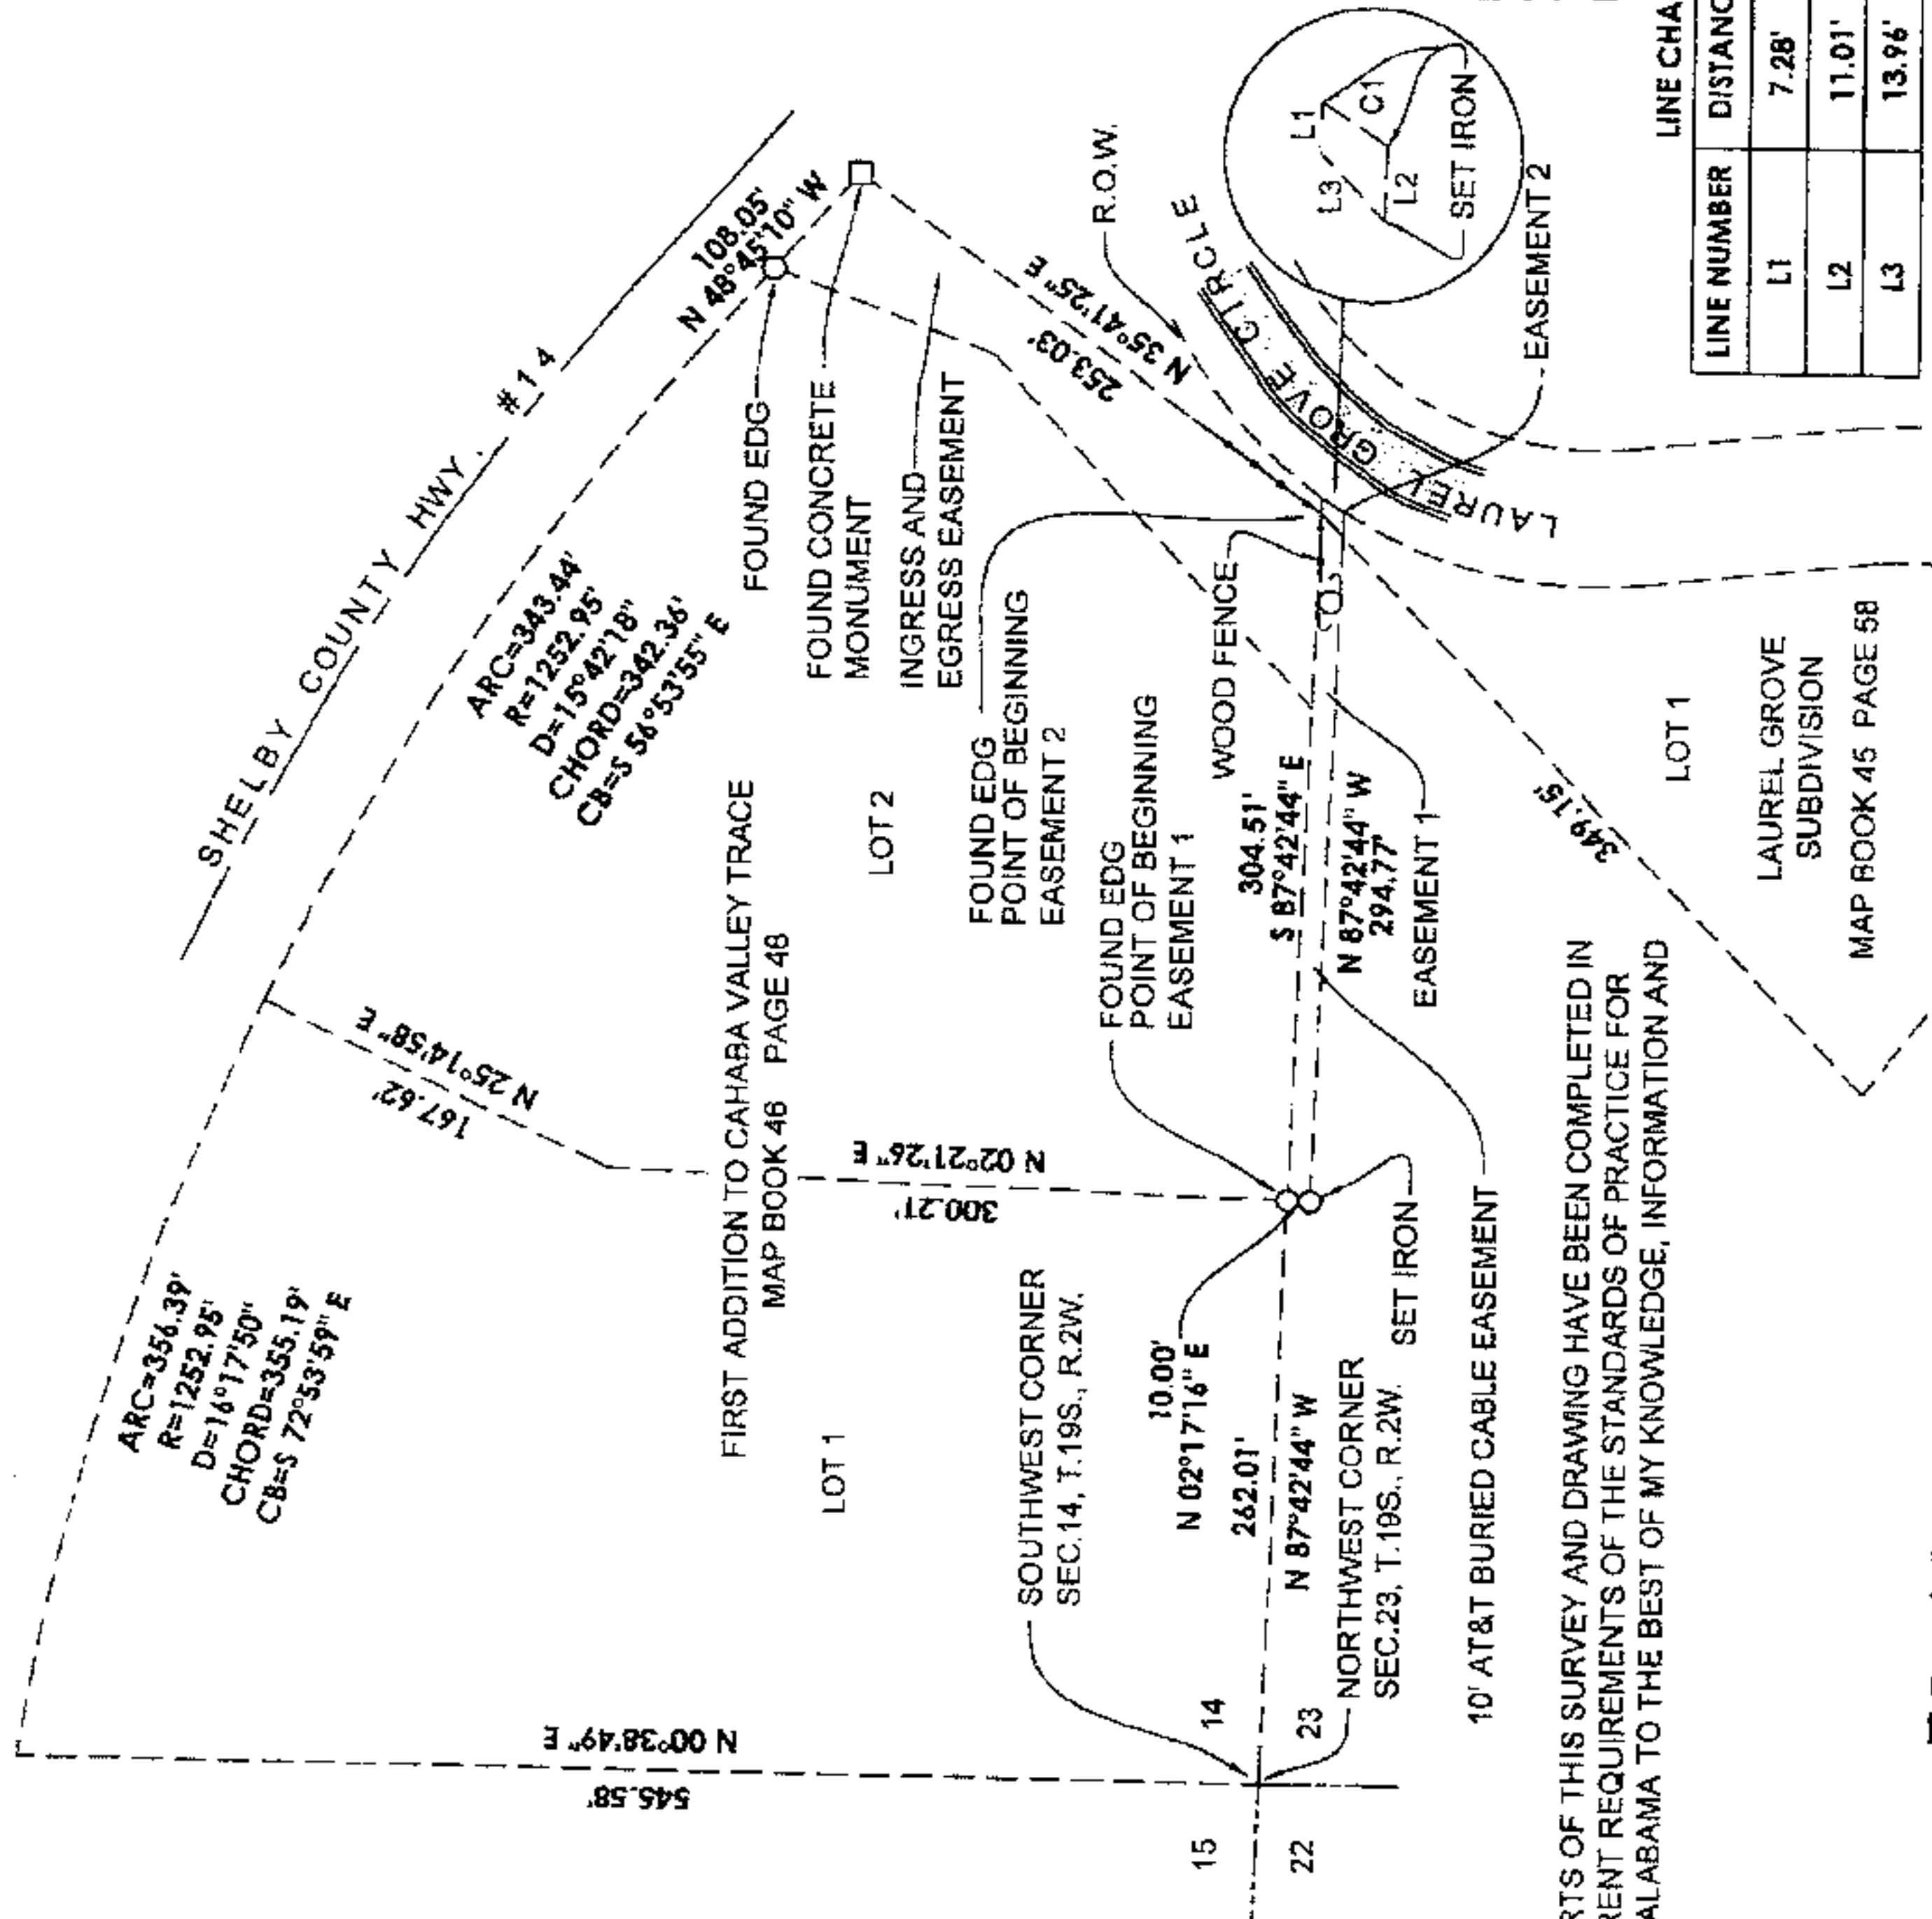 SHELBY COUNTY HWY. #14
ARC=356.39'
R=1252.95'
D=16°17'50"
CHORD=355.19'
CB=S 72°53'59" E
ARC=343.44'
R=1252.95'
D=15°42'18"
CHORD=342.36'
CB=S 56°53'55" E
108.05'
N 48°45'10" W
N 25°14'58" E
167.62'
N 00°38'49" E
545.58'
FIRST ADDITION TO CAHABA VALLEY TRACE
MAP BOOK 46 PAGE 48
LOT 1
LOT 2
FOUND EDG
FOUND CONCRETE
MONUMENT
INGRESS AND
EGRESS EASEMENT
253.03'
N 35°41'25" E
R.O.W.
LAUREL GROVE CIRCLE
N 02°21'26" E
300.21'
FOUND EDG
POINT OF BEGINNING
EASEMENT 2
FOUND EDG
POINT OF BEGINNING
EASEMENT 1
WOOD FENCE
304.51'
S 87°42'44" E
N 87°42'44" W
294.77'
EASEMENT 1
EASEMENT 2
L1
C1
L3
L2
SET IRON
SOUTHWEST CORNER
SEC.14, T.19S., R.2W.
10.00'
N 02°17'16" E
262.01'
N 87°42'44" W
NORTHWEST CORNER
SEC.23, T.19S., R.2W.
SET IRON
10' AT&T BURIED CABLE EASEMENT
15
14
22
23
349.15'
LOT 1
LAUREL GROVE
SUBDIVISION
MAP BOOK 45 PAGE 58
LINE CHA
LINE NUMBER DISTANC
L1 7.28'
L2 11.01'
L3 13.96'
RTS OF THIS SURVEY AND DRAWING HAVE BEEN COMPLETED IN
RENT REQUIREMENTS OF THE STANDARDS OF PRACTICE FOR
ALABAMA TO THE BEST OF MY KNOWLEDGE, INFORMATION AND